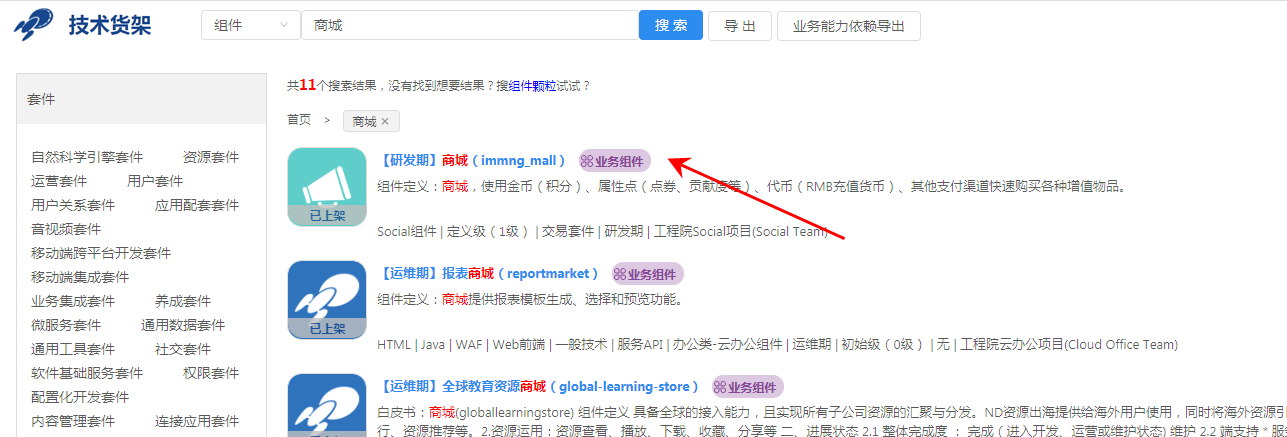 技术货架
组件
商城
搜 索
导 出
业务能力依赖导出
套件
自然科学引擎套件 资源套件
运营套件 用户套件
用户关系套件 应用配套套件
音视频套件
移动端跨平台开发套件
移动端集成套件
业务集成套件 养成套件
微服务套件 通用数据套件
通用工具套件 社交套件
软件基础服务套件 权限套件
配置化开发套件
内容管理套件 连接应用套件
共11个搜索结果，没有找到想要结果？搜组件颗粒试试？
首页 > 商城 ×
【研发期】商城（immng_mall） 业务组件
组件定义：商城，使用金币（积分）、属性点（点券、贡献度等）、代币（RMB充值货币）、其他支付渠道快速购买各种增值物品。
已上架
Social组件 | 定义级（1级） | 交易套件 | 研发期 | 工程院Social项目(Social Team)
【运维期】报表商城（reportmarket） 业务组件
组件定义：商城提供报表模板生成、选择和预览功能。
已上架
HTML | Java | WAF | Web前端 | 一般技术 | 服务API | 办公类-云办公组件 | 运维期 | 初始级（0级） | 无 | 工程院云办公项目(Cloud Office Team)
【运维期】全球教育资源商城（global-learning-store） 业务组件
白皮书：商城(globallearningstore) 组件定义 具备全球的接入能力，且实现所有子公司资源的汇聚与分发。ND资源出海提供给海外用户使用，同时将海外资源引
行、资源推荐等。2.资源运用：资源查看、播放、下载、收藏、分享等 二、进展状态 2.1 整体完成度 ： 完成（进入开发、运营或维护状态) 维护 2.2 端支持 * 服
已上架